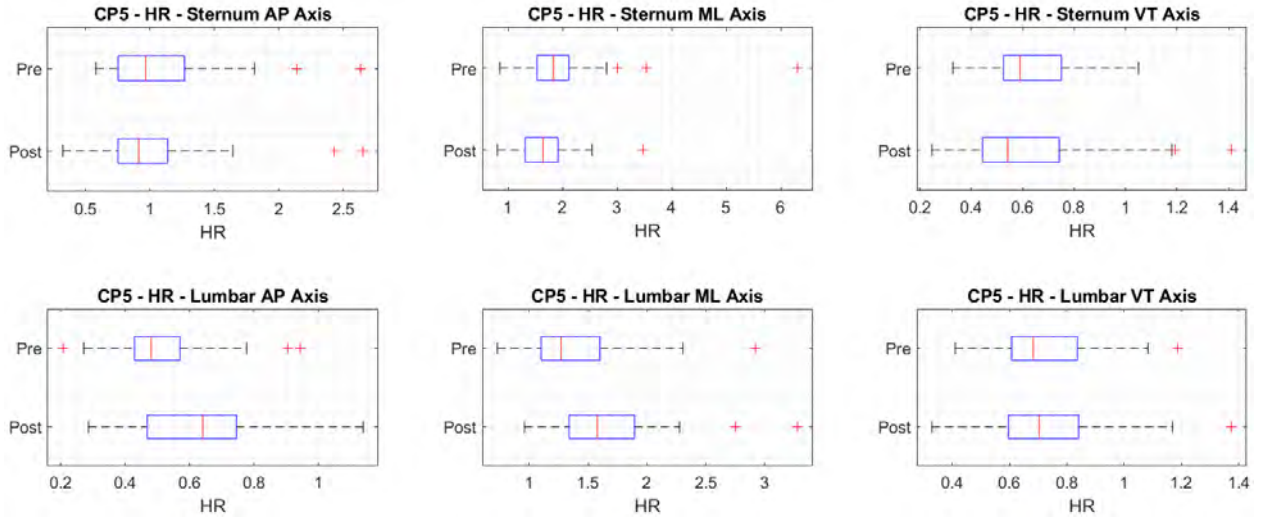 CP5 - HR - Sternum AP Axis
Pre
Post
0.5 1 1.5 2 2.5
HR
CP5 - HR - Sternum ML Axis
Pre
Post
1 2 3 4 5 6
HR
CP5 - HR - Sternum VT Axis
Pre
Post
0.2 0.4 0.6 0.8 1 1.2 1.4
HR
CP5 - HR - Lumbar AP Axis
Pre
Post
0.2 0.4 0.6 0.8 1
HR
CP5 - HR - Lumbar ML Axis
Pre
Post
1 1.5 2 2.5 3
HR
CP5 - HR - Lumbar VT Axis
Pre
Post
0.4 0.6 0.8 1 1.2 1.4
HR